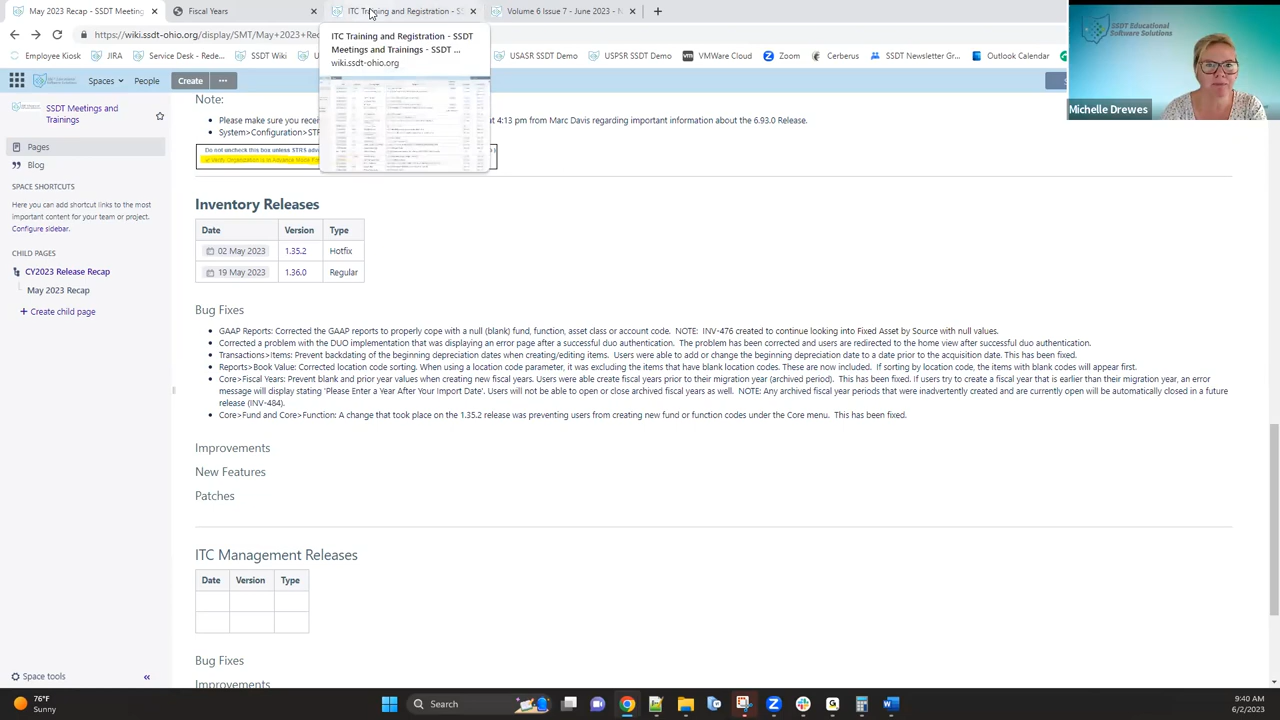 May 2023 Recap - SSDT Meeting
Fiscal Years
ITC Training and Registration - SS
Volume 6 Issue 7 - June 2023 - N
https://wiki.ssdt-ohio.org/display/SMT/May+2023+Rec
ITC Training and Registration - SSDT
Meetings and Trainings - SSDT ...
wiki.ssdt-ohio.org
Employee Kiosk
JIRA
Service Desk - Rede...
SSDT Wiki
USASR SSDT Demo
USPSR SSDT Demo
VMWare Cloud
Zoom
Cerberus
SSDT Newsletter Gr...
Outlook Calendar
Spaces
People
Create
SSDT Educational
Software Solutions
Michelle Drewes
SSDT Meetings
Pages
Blog
SPACE SHORTCUTS
Here you can add shortcut links to the most
important content for your team or project.
Configure sidebar.
CHILD PAGES
CY2023 Release Recap
May 2023 Recap
Create child page
Space tools
Please make sure you
at 4:33pm from Marcus regarding important information about the 6.93.0
System>Configuration>STRS
Do not uncheck this box unless STRS advance
Inventory Releases
Date Version Type
02 May 2023 1.35.2 Hotfix
19 May 2023 1.36.0 Regular
Bug Fixes
GAAP Reports: Corrected the GAAP reports to properly cope with a null (blank) fund, function, asset class or account code. NOTE: INV-476 created to continue looking into Fixed Asset by Source with null values.
Corrected a problem with the DUO implementation that was displaying an error page after a successful duo authentication. The problem has been corrected and users are redirected to the home view after successful duo authentication.
Transactions>Items: Prevent backdating of the beginning depreciation dates when creating/editing items. Users were able to add or change the beginning depreciation date to a date prior to the acquisition date. This has been fixed.
Reports>Book Value: Corrected location code sorting. When using a location code parameter, it was excluding the items that have blank location codes. These are now included. If sorting by location code, the items with blank codes will appear first.
Core>Fiscal Years: Prevent blank and prior year values when creating new fiscal years. Users were able create fiscal years prior to their migration year (archived period). This has been fixed. If users try to create a fiscal year that is earlier than their migration year, an error
message will display stating 'Please Enter a Year After Your Import Date'. Users will not be able to open or close archived fiscal years as well. NOTE: Any archived fiscal year periods that were inadvertently created and are currently open will be automatically closed in a future
release (INV-484).
Core>Fund and Core>Function: A change that took place on the 1.35.2 release was preventing users from creating new fund or function codes under the Core menu. This has been fixed.
Improvements
New Features
Patches
ITC Management Releases
Date Version Type
Bug Fixes
Improvements
76°F
Sunny
Search
9:40 AM
6/2/2023